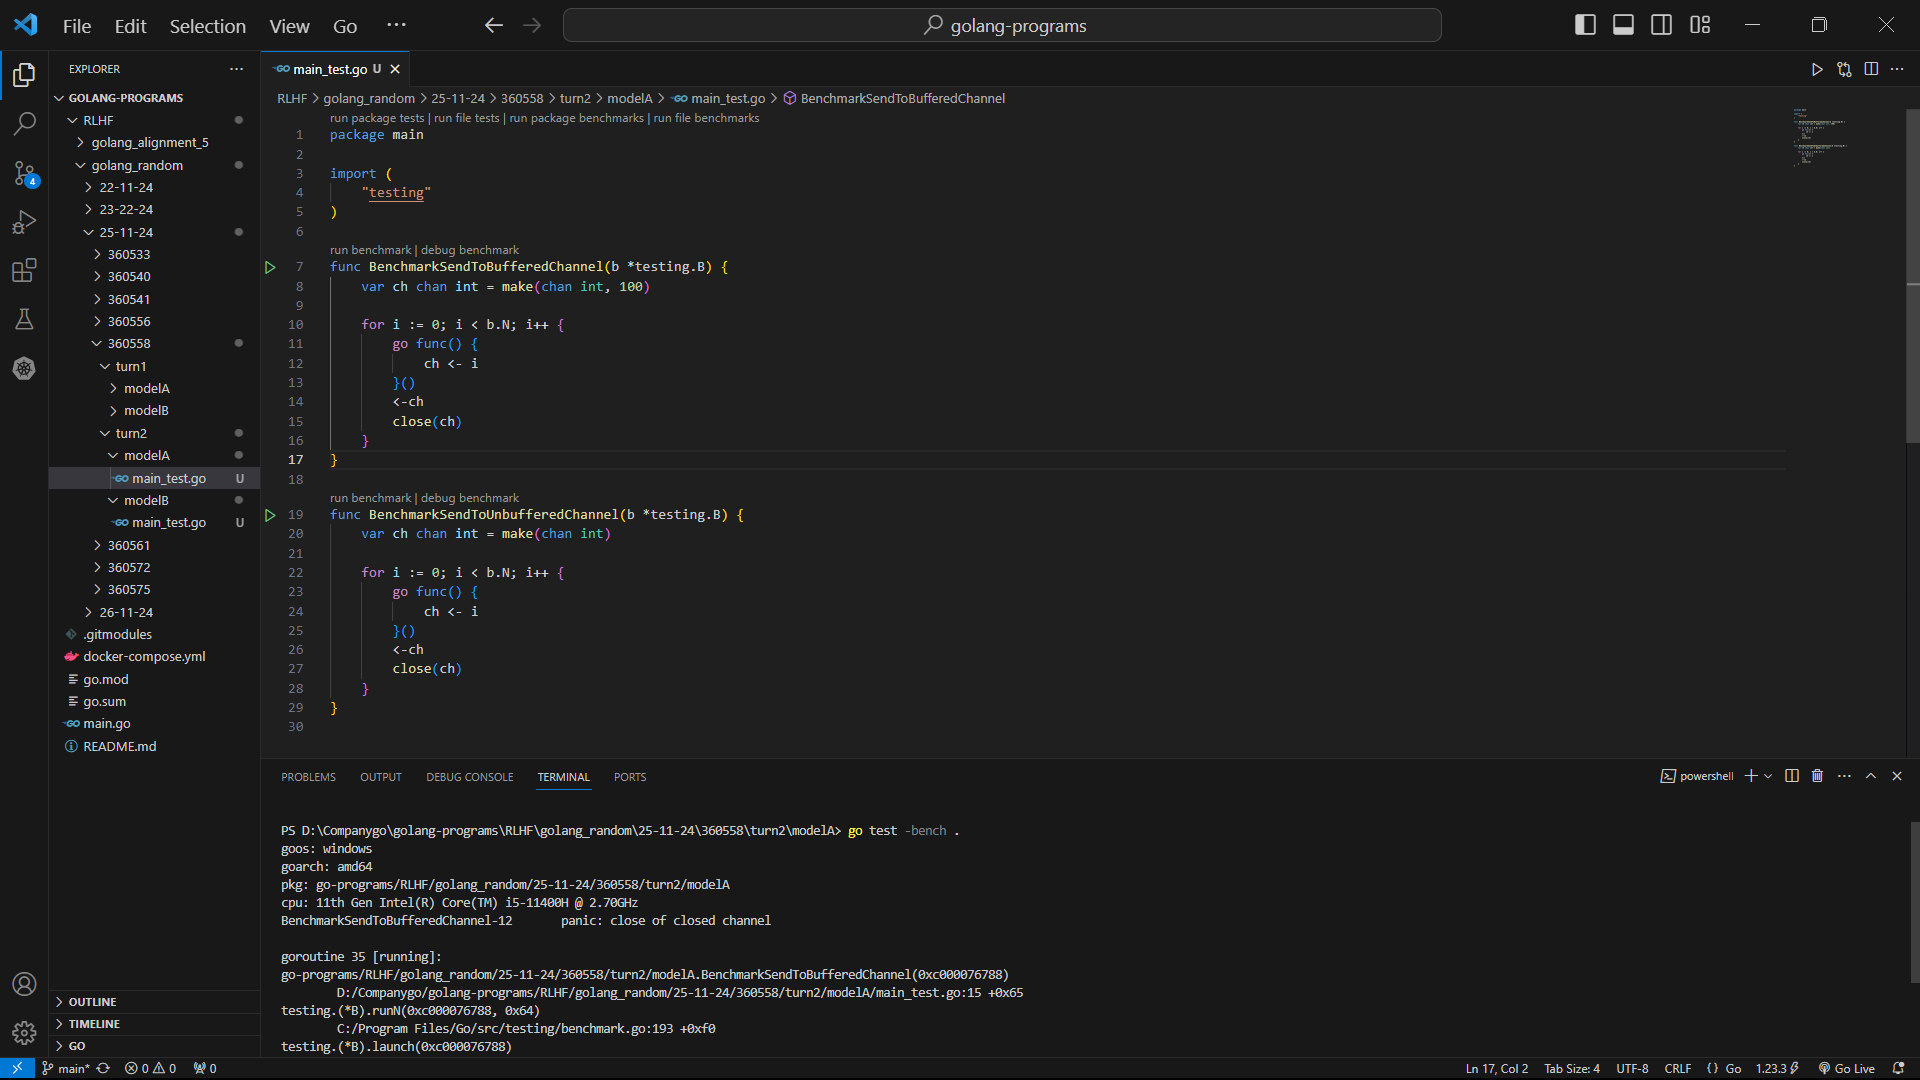 File Edit Selection View Go ··· golang-programs
EXPLORER ···
GOLANG-PROGRAMS
RLHF
golang_alignment_5
golang_random
22-11-24
23-22-24
25-11-24
360533
360540
360541
360556
360558
turn1
modelA
modelB
turn2
modelA
main_test.go U
modelB
main_test.go U
360561
360572
360575
26-11-24
.gitmodules
docker-compose.yml
go.mod
go.sum
main.go
README.md
OUTLINE
TIMELINE
GO
4
main_test.go U
RLHF > golang_random > 25-11-24 > 360558 > turn2 > modelA > main_test.go > BenchmarkSendToBufferedChannel
run package tests | run file tests | run package benchmarks | run file benchmarks
1 package main
2
3 import (
4 "testing"
5 )
6
run benchmark | debug benchmark
7 func BenchmarkSendToBufferedChannel(b *testing.B) {
8 var ch chan int = make(chan int, 100)
9
10 for i := 0; i < b.N; i++ {
11 go func() {
12 ch <- i
13 }()
14 <-ch
15 close(ch)
16 }
17 }
18
run benchmark | debug benchmark
19 func BenchmarkSendToUnbufferedChannel(b *testing.B) {
20 var ch chan int = make(chan int)
21
22 for i := 0; i < b.N; i++ {
23 go func() {
24 ch <- i
25 }()
26 <-ch
27 close(ch)
28 }
29 }
30
PROBLEMS OUTPUT DEBUG CONSOLE TERMINAL PORTS powershell
PS D:\Companygo\golang-programs\RLHF\golang_random\25-11-24\360558\turn2\modelA> go test -bench .
goos: windows
goarch: amd64
pkg: go-programs/RLHF/golang_random/25-11-24/360558/turn2/modelA
cpu: 11th Gen Intel(R) Core(TM) i5-11400H @ 2.70GHz
BenchmarkSendToBufferedChannel-12 panic: close of closed channel
goroutine 35 [running]:
go-programs/RLHF/golang_random/25-11-24/360558/turn2/modelA.BenchmarkSendToBufferedChannel(0xc000076788)
D:/Companygo/golang-programs/RLHF/golang_random/25-11-24/360558/turn2/modelA/main_test.go:15 +0x65
testing.(*B).runN(0xc000076788, 0x64)
C:/Program Files/Go/src/testing/benchmark.go:193 +0xf0
testing.(*B).launch(0xc000076788)
main* 0 0 0 Ln 17, Col 2 Tab Size: 4 UTF-8 CRLF {} Go 1.23.3 Go Live